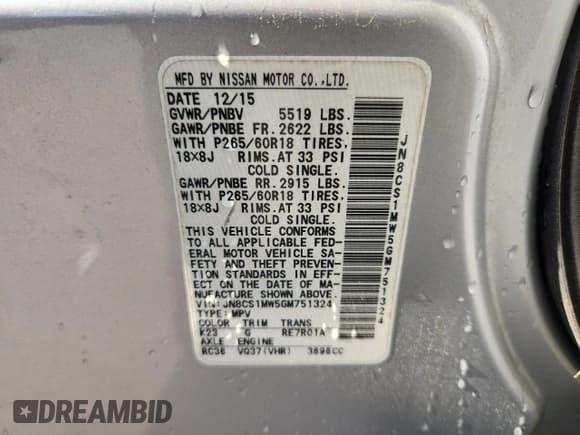 MFD BY NISSAN MOTOR CO.,LTD.
DATE 12/15
GVWR/PNBV 5519 LBS.
GAWR/PNBE FR. 2622 LBS.
WITH P265/60R18 TIRES,
18×8J RIMS.AT 33 PSI
COLD SINGLE.
GAWR/PNBE RR. 2915 LBS.
WITH P265/60R18 TIRES,
18×8J RIMS.AT 33 PSI
COLD SINGLE.
THIS VEHICLE CONFORMS
TO ALL APPLICABLE FED-
ERAL MOTOR VEHICLE SA-
FETY AND THEFT PREVEN-
TION STANDARDS IN EFF-
ECT ON THE DATE OF MA-
NUFACTURE SHOWN ABOVE.
VIN:JN8CS1MW5GM751324
TYPE:MPV
COLOR TRIM TRANS
K23 G RE7R01A
AXLE ENGINE
RC36 VQ37(VHR) 3696CC
JN8CS1MW5GM751324
DREAMBID